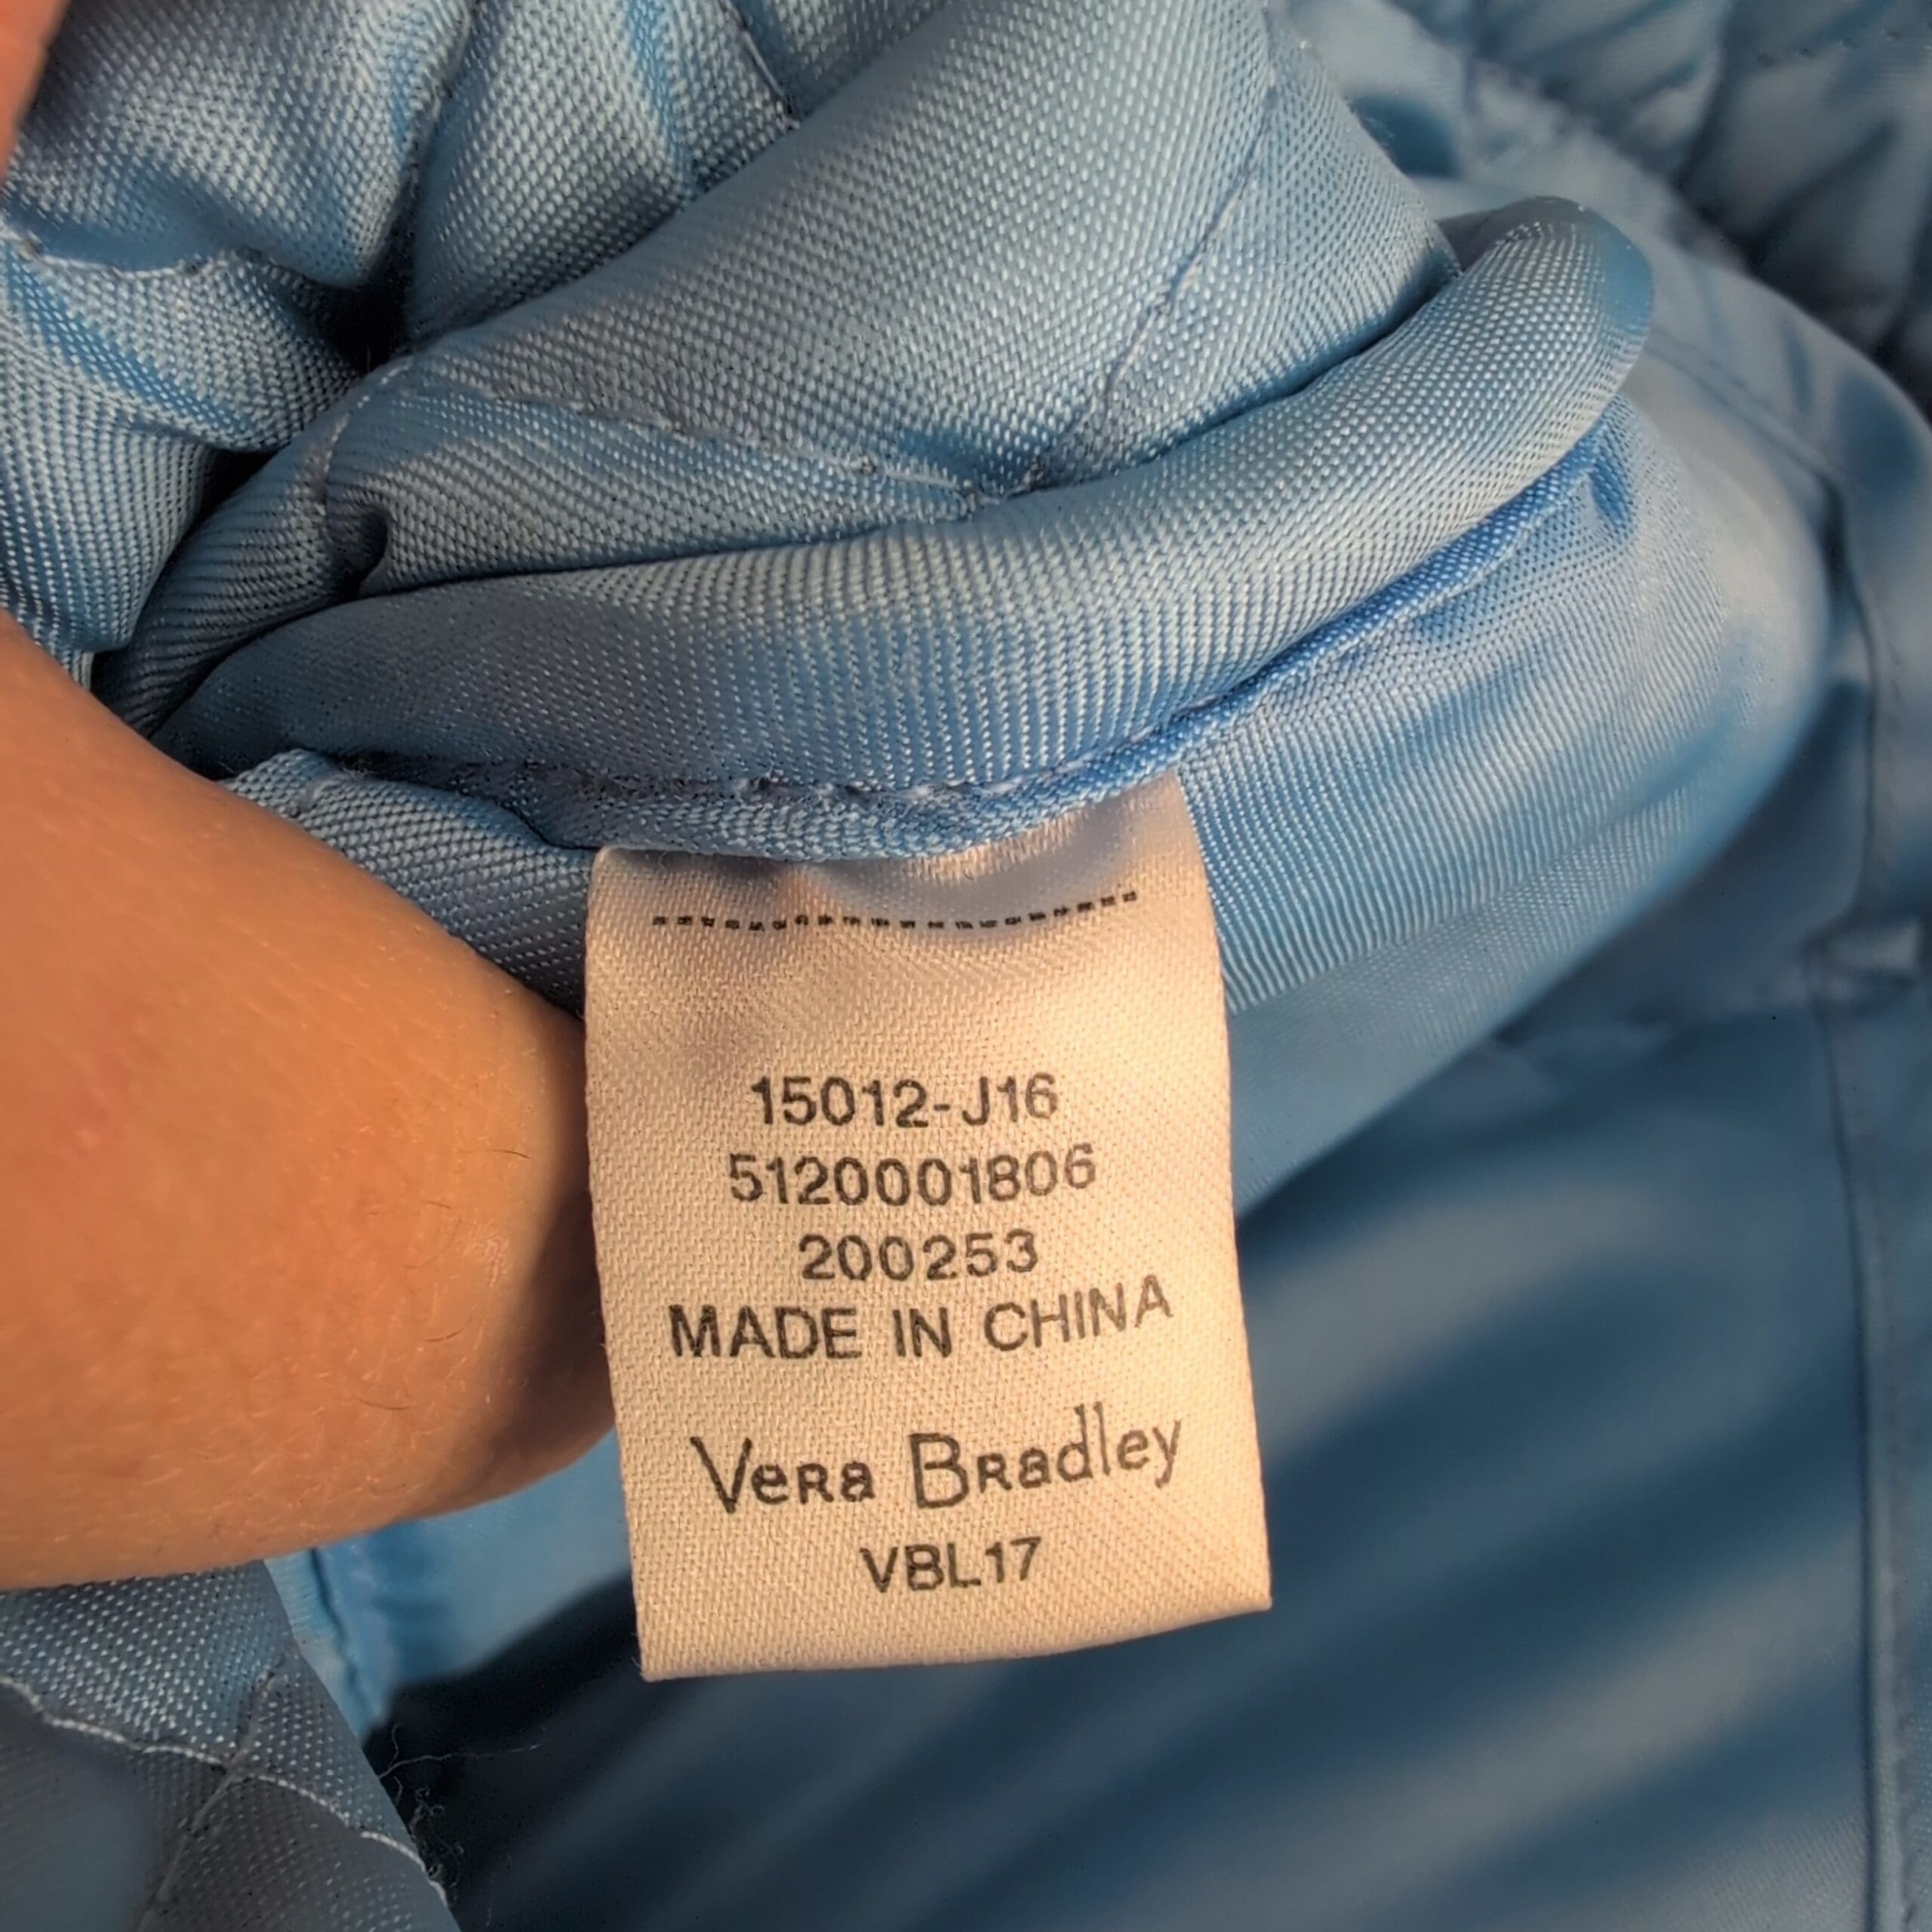 15012-J16
5120001806
200253
MADE IN CHINA
Vera Bradley
VBL17